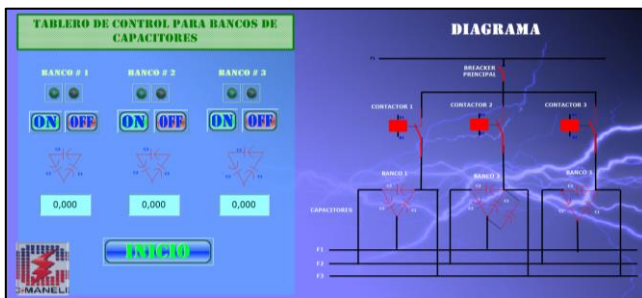 TABLERO DE CONTROL PARA BANCOS DE
CAPACITORES
BANCO # 1
BANCO # 2
BANCO # 3
ON
OFF
ON
OFF
ON
OFF
0,000
0,000
0,000
INICIO
DIAGRAMA
BREAKER
PRINCIPAL
CONTACTOR 1
CONTACTOR 2
CONTACTOR 3
BANCO 1
BANCO 2
BANCO 3
CAPACITORES
F1
F2
F3